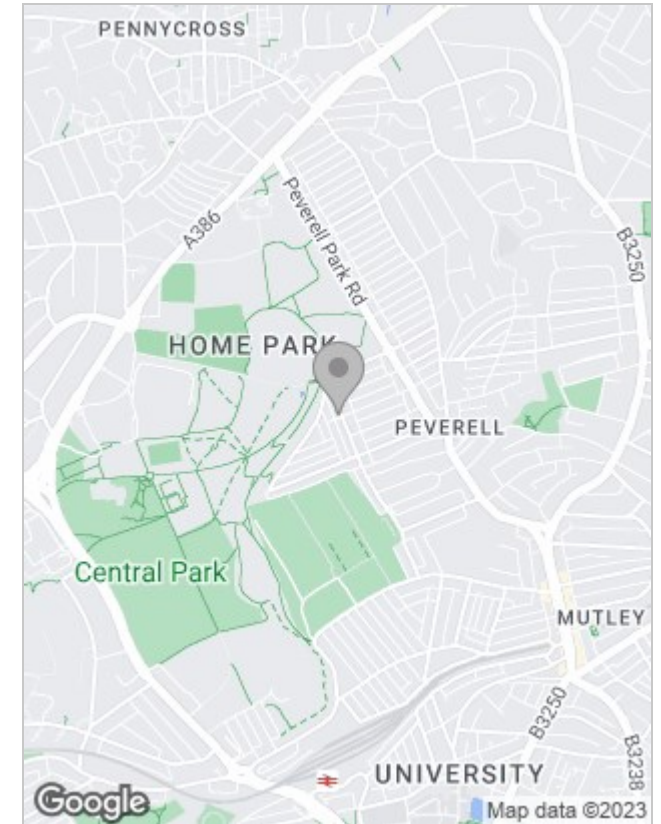 PENNYCROSS
Peverell Park Rd
A386
B3250
HOME PARK
PEVERELL
Central Park
MUTLEY
B3250
B3238
UNIVERSITY
Google
Map data ©2023